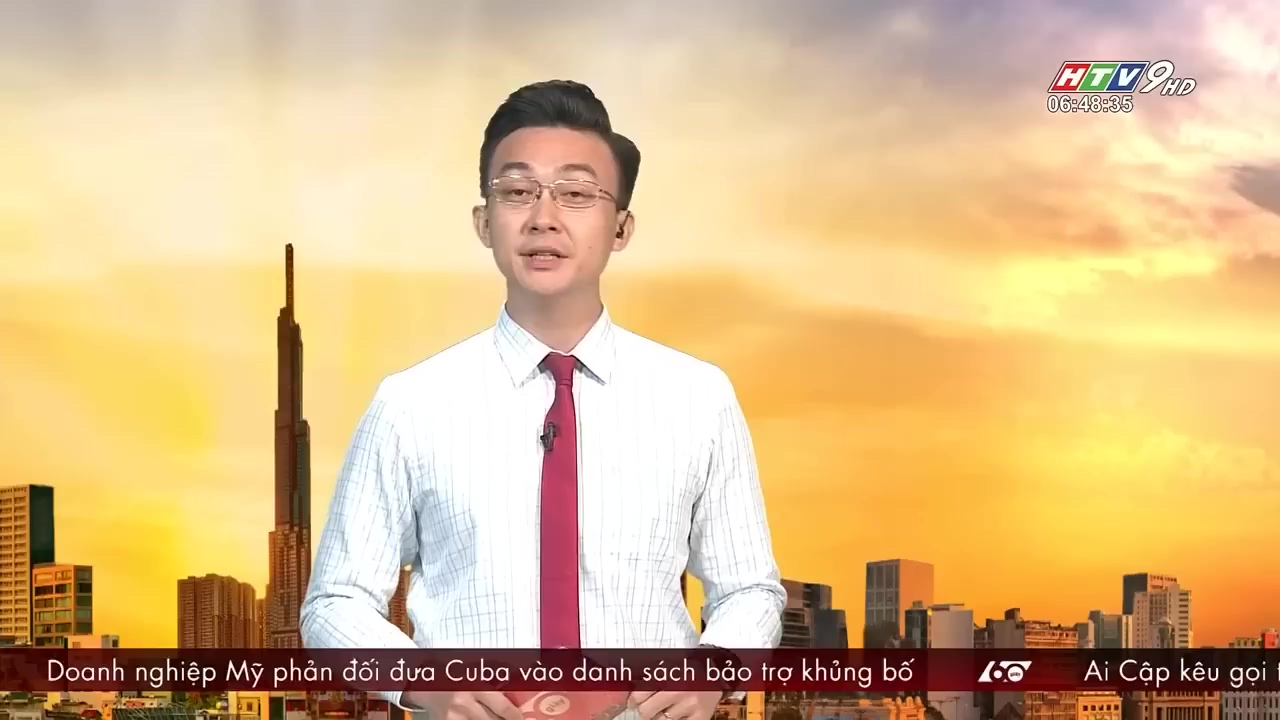 HTV9HD
06:48:35
Doanh nghiệp Mỹ phản đối đưa Cuba vào danh sách bảo trợ khủng bố 60 Ai Cập kêu gọi